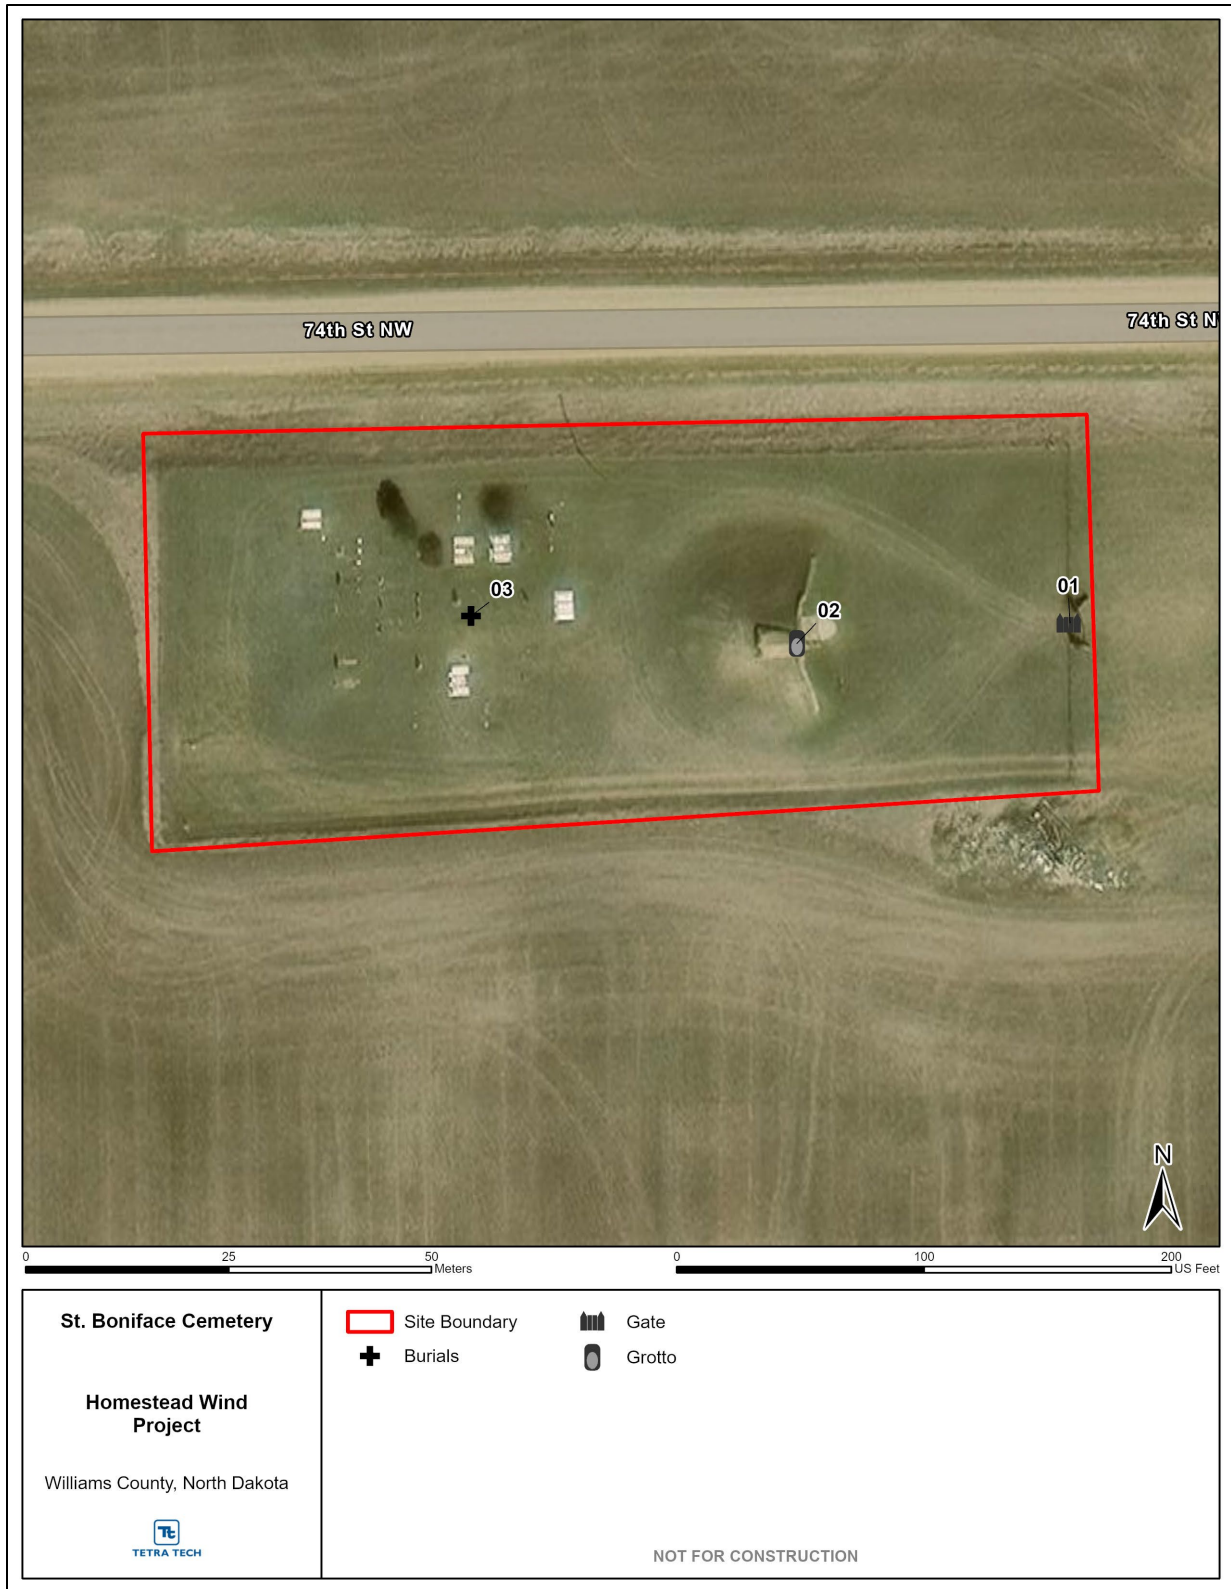 74th St NW
74th St N
03
02
01
N
0 25 50 Meters
0 100 200 US Feet
St. Boniface Cemetery
Homestead Wind
Project
Williams County, North Dakota
Tt
TETRA TECH
Site Boundary
Burials
Gate
Grotto
NOT FOR CONSTRUCTION